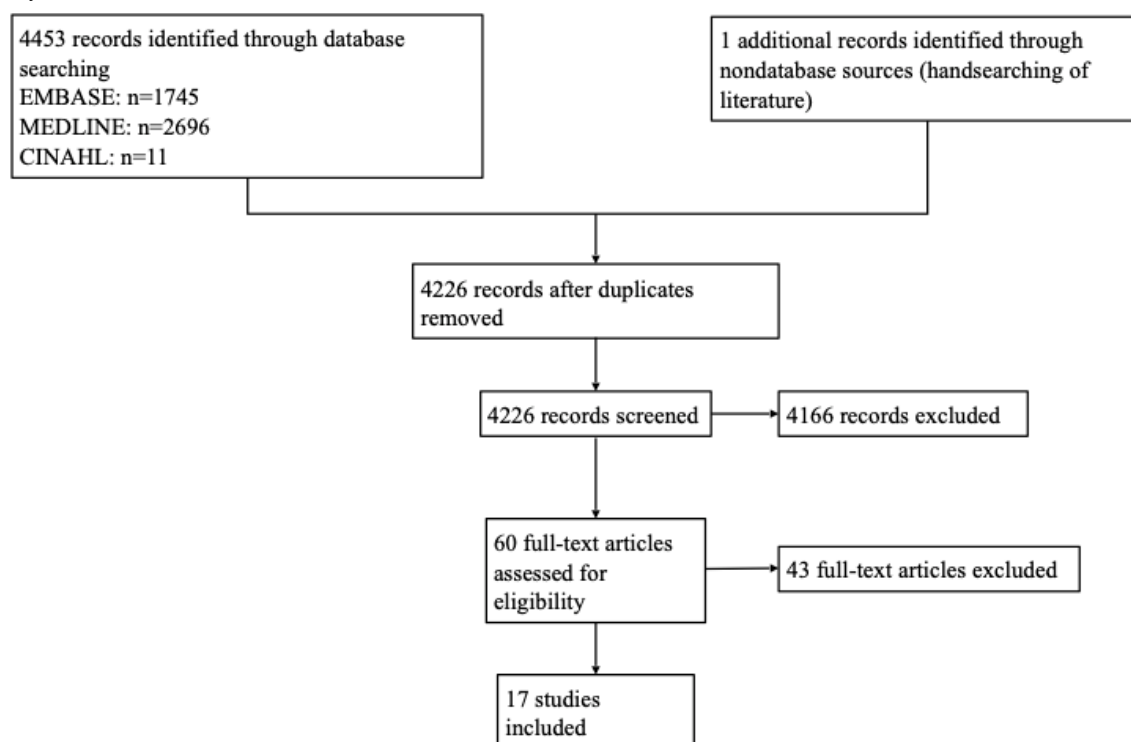 4453 records identified through database
searching
EMBASE: n=1745
MEDLINE: n=2696
CINAHL: n=11
1 additional records identified through
nondatabase sources (handsearching of
literature)
4226 records after duplicates
removed
4226 records screened
4166 records excluded
60 full-text articles
assessed for
eligibility
43 full-text articles excluded
17 studies
included